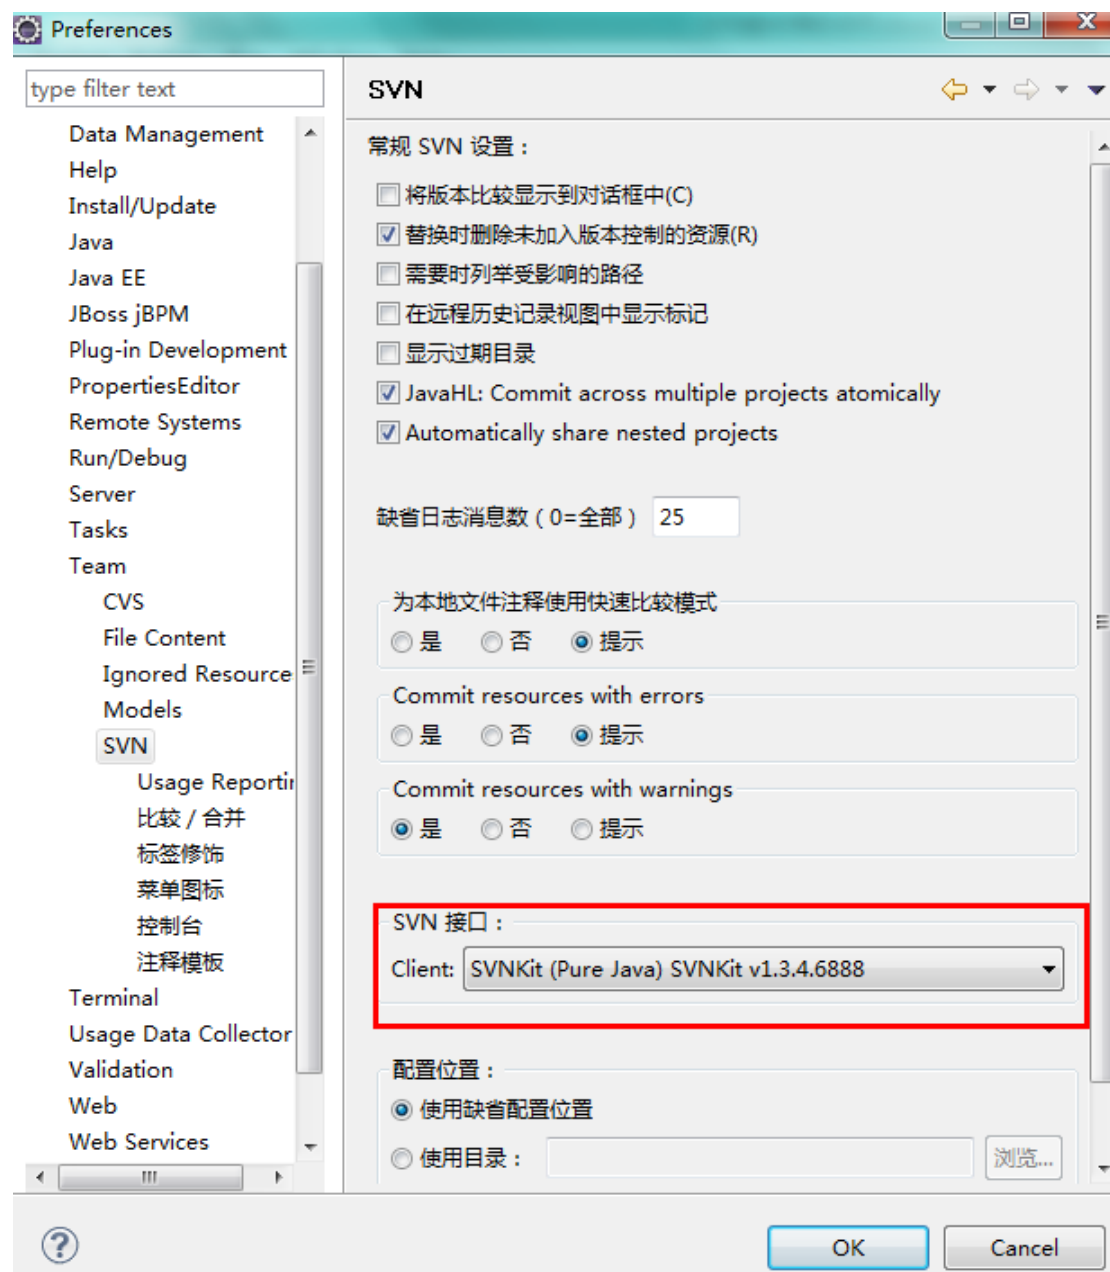 Preferences
type filter text
Data Management
Help
Install/Update
Java
Java EE
JBoss jBPM
Plug-in Development
PropertiesEditor
Remote Systems
Run/Debug
Server
Tasks
Team
CVS
File Content
Ignored Resource
Models
SVN
Usage Reportin
比较 / 合并
标签修饰
菜单图标
控制台
注释模板
Terminal
Usage Data Collector
Validation
Web
Web Services
SVN
常规 SVN 设置：
将版本比较显示到对话框中(C)
替换时删除未加入版本控制的资源(R)
需要时列举受影响的路径
在远程历史记录视图中显示标记
显示过期目录
JavaHL: Commit across multiple projects atomically
Automatically share nested projects
缺省日志消息数（0=全部） 25
为本地文件注释使用快速比较模式
是 否 提示
Commit resources with errors
是 否 提示
Commit resources with warnings
是 否 提示
SVN 接口：
Client: SVNKit (Pure Java) SVNKit v1.3.4.6888
配置位置：
使用缺省配置位置
使用目录： 浏览...
OK Cancel